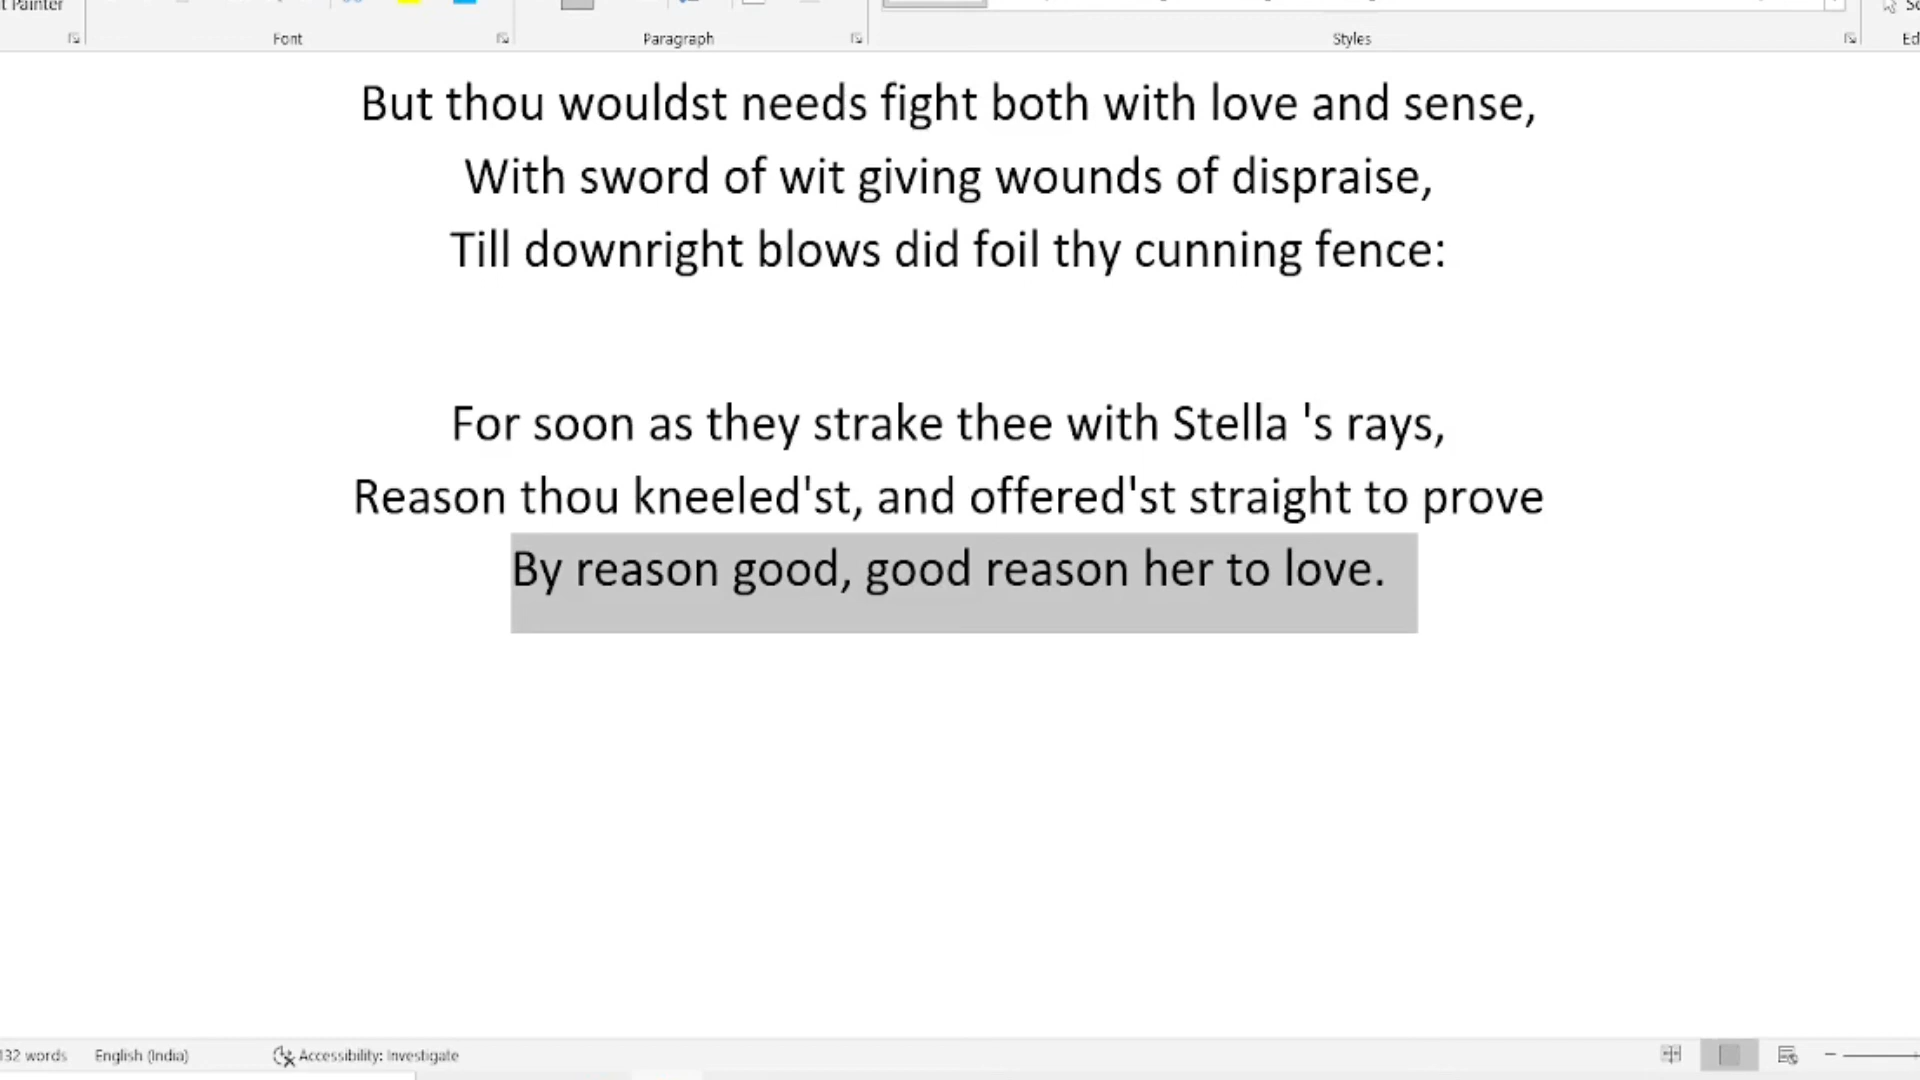 t Painter
Font
Paragraph
Styles
Ed
But thou wouldst needs fight both with love and sense,
With sword of wit giving wounds of dispraise,
Till downright blows did foil thy cunning fence:
For soon as they strake thee with Stella 's rays,
Reason thou kneeled'st, and offered'st straight to prove
By reason good, good reason her to love.
132 words English (India) Accessibility: Investigate